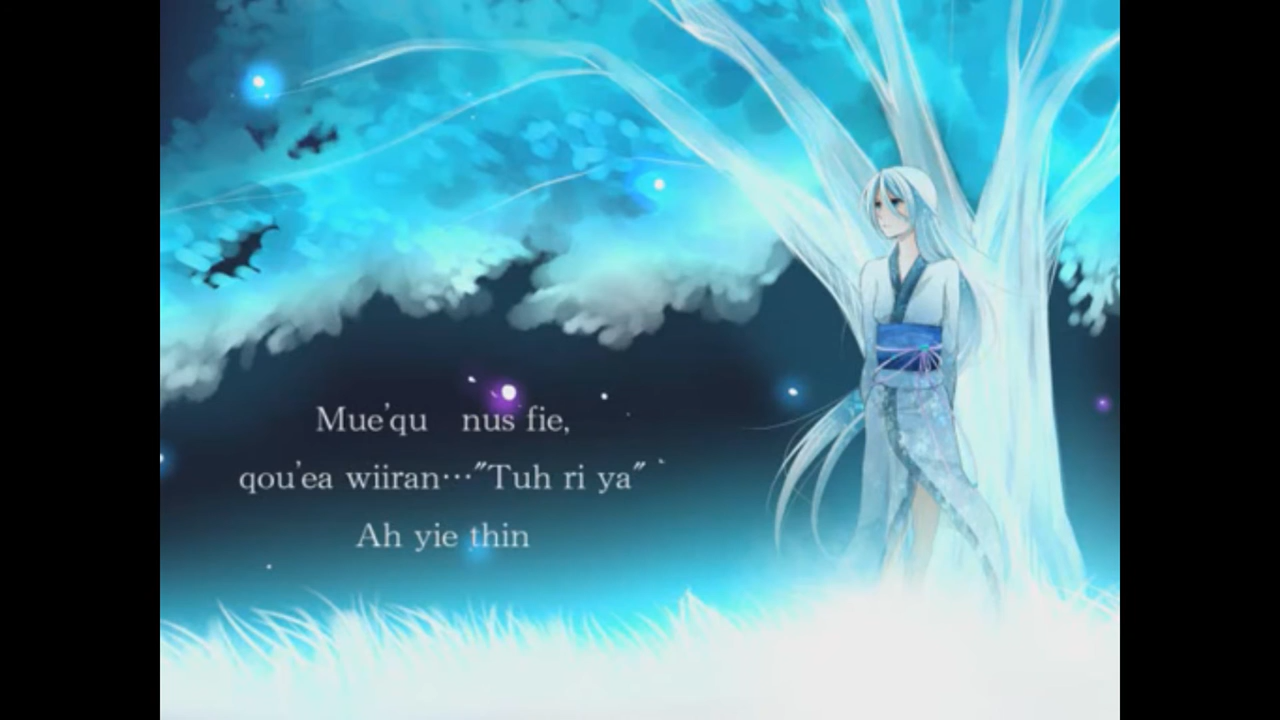 Mue'qu nus fie,
qou'ea wiiran…"Tuh ri ya" `
Ah yie thin